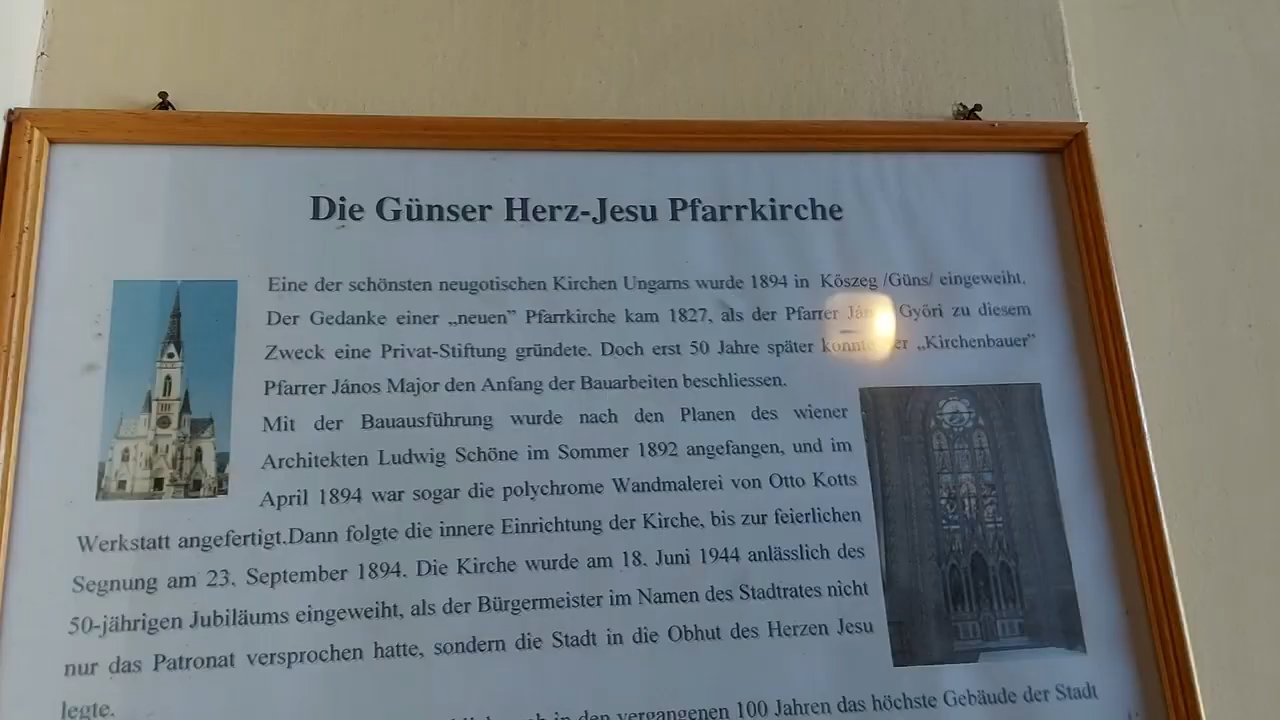 Die Günser Herz-Jesu Pfarrkirche
Eine der schönsten neugotischen Kirchen Ungarns wurde 1894 in Kőszeg /Güns/ eingeweiht.
Der Gedanke einer „neuen” Pfarrkirche kam 1827, als der Pfarrer Györi zu diesem
Zweck eine Privat-Stiftung gründete. Doch erst 50 Jahre später konnte „Kirchenbauer”
Pfarrer János Major den Anfang der Bauarbeiten beschliessen.
Mit der Bauausführung wurde nach den Planen des wiener
Architekten Ludwig Schöne im Sommer 1892 angefangen, und im
April 1894 war sogar die polychrome Wandmalerei von Otto Kotts
Werkstatt angefertigt.Dann folgte die innere Einrichtung der Kirche, bis zur feierlichen
Segnung am 23. September 1894. Die Kirche wurde am 18. Juni 1944 anlässlich des
50-jährigen Jubiläums eingeweiht, als der Bürgermeister im Namen des Stadtrates nicht
nur das Patronat versprochen hatte, sondern die Stadt in die Obhut des Herzen Jesu
legte.
in den vergangenen 100 Jahren das höchste Gebäude der Stadt